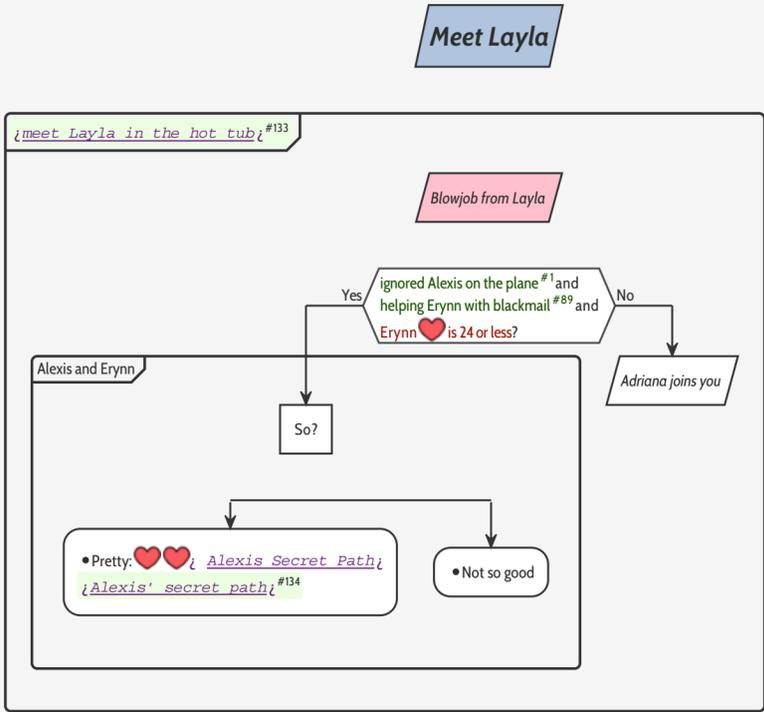 Meet Layla
¿meet Layla in the hot tub¿#133
Blowjob from Layla
ignored Alexis on the plane #1 and
helping Erynn with blackmail #89 and
Erynn ❤ is 24 or less?
Yes
No
Alexis and Erynn
Adriana joins you
So?
•Pretty: ❤❤¿ Alexis Secret Path¿
¿Alexis' secret path¿#134
•Not so good